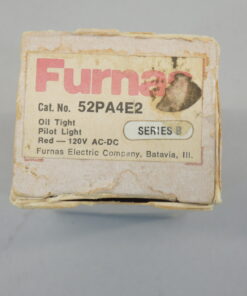 Furnas
Cat. No. 52PA4E2
Oil Tight
Pilot Light
SERIES B
Red — 120V AC-DC
Furnas Electric Company, Batavia, Ill.